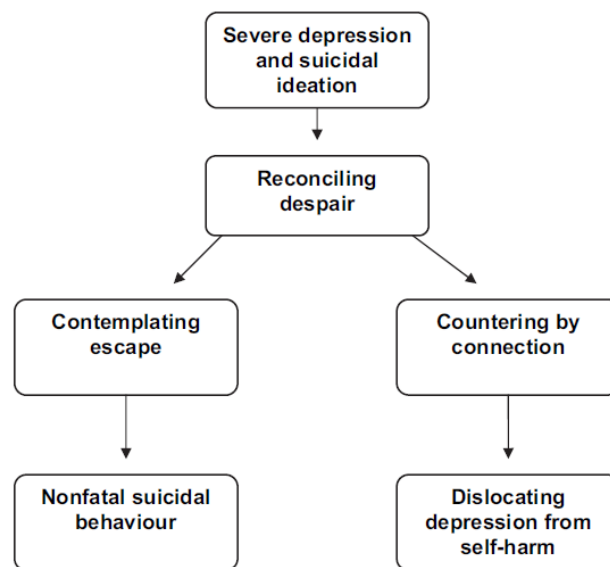 Severe depression
and suicidal
ideation
Reconciling
despair
Contemplating
escape
Countering by
connection
Nonfatal suicidal
behaviour
Dislocating
depression from
self-harm